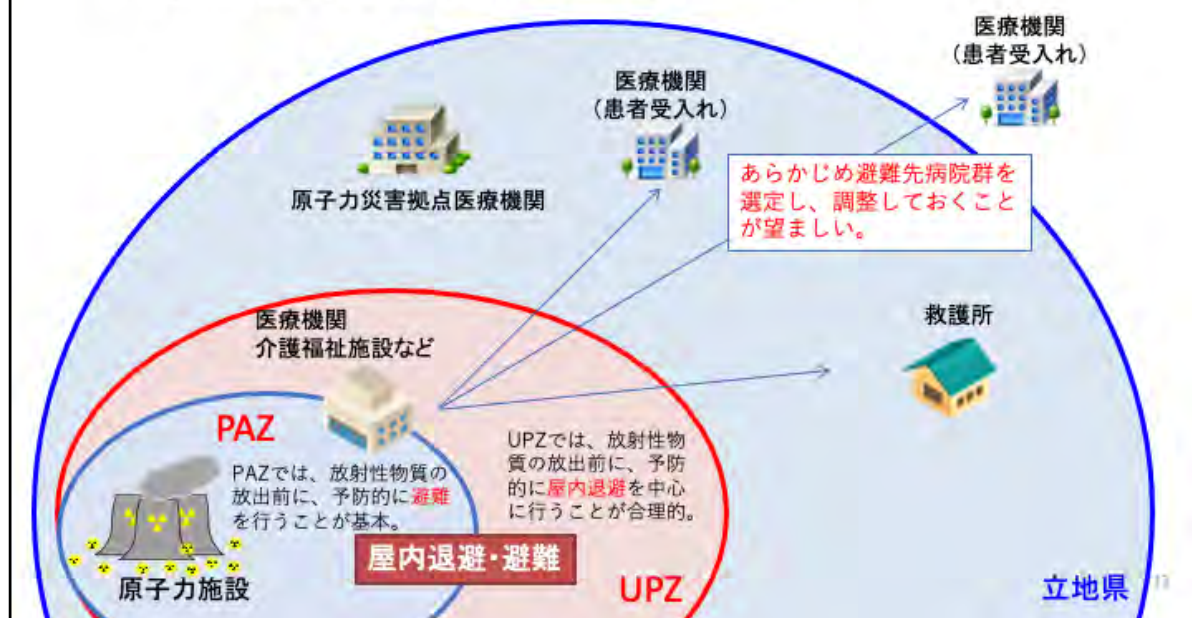 医療機関
(患者受入れ)
医療機関
(患者受入れ)
原子力災害拠点医療機関
あらかじめ避難先病院群を
選定し、調整しておくこと
が望ましい。
医療機関
介護福祉施設など
救護所
PAZ
PAZでは、放射性物質の
放出前に、予防的に避難
を行うことが基本。
UPZでは、放射性物
質の放出前に、予防
的に屋内退避を中心
に行うことが合理的。
屋内退避・避難
原子力施設
UPZ
立地県
13